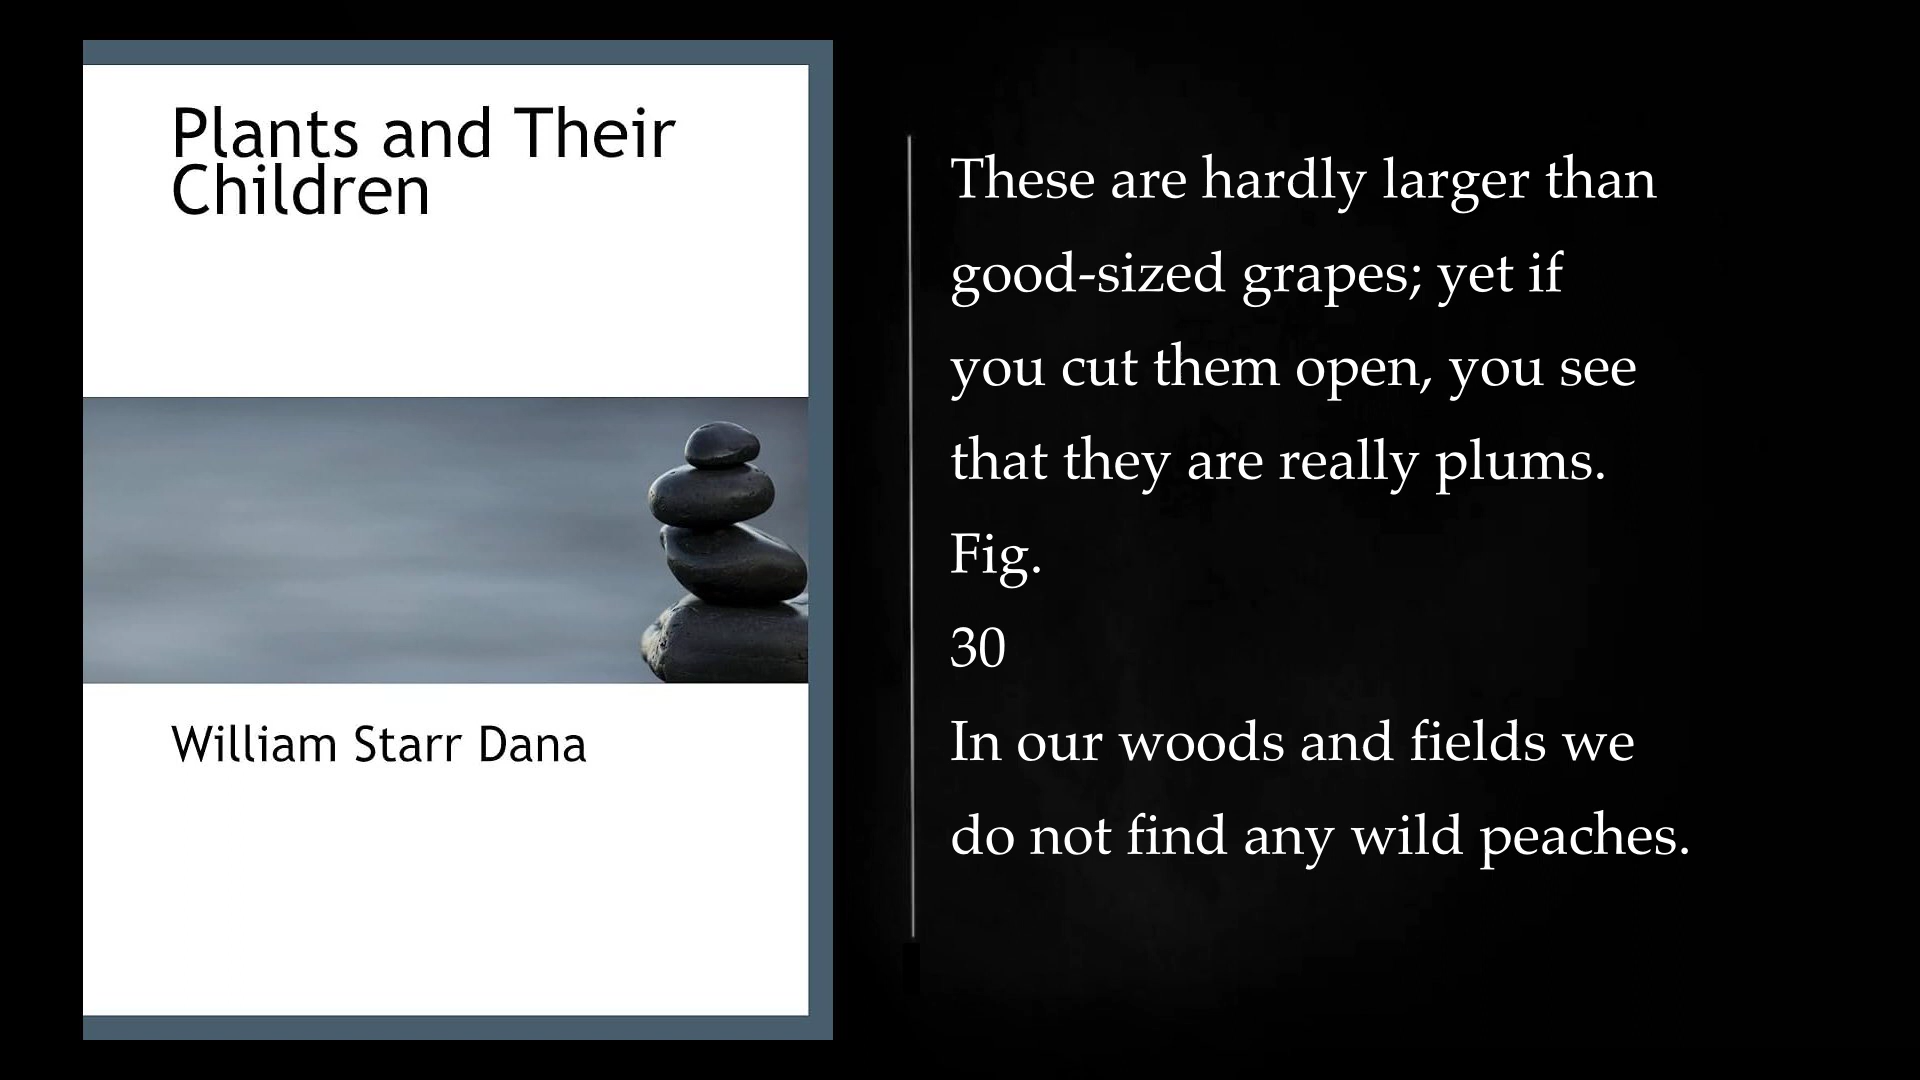 Plants and Their
Children
William Starr Dana
These are hardly larger than
good-sized grapes; yet if
you cut them open, you see
that they are really plums.
Fig.
30
In our woods and fields we
do not find any wild peaches.